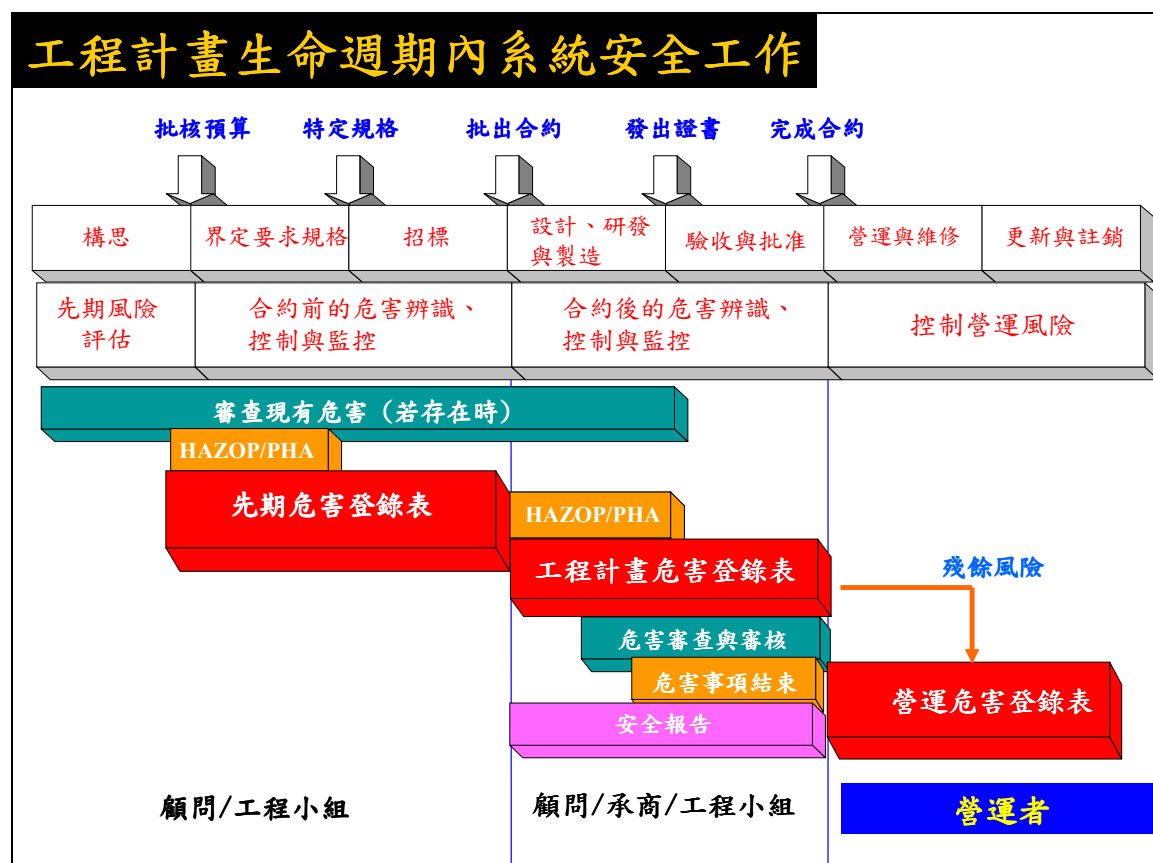 工程計畫生命週期內系統安全工作
批核預算
特定規格
批出合約
發出證書
完成合約
構思
界定要求規格
招標
設計、研發
與製造
驗收與批准
營運與維修
更新與註銷
先期風險
評估
合約前的危害辨識、
控制與監控
合約後的危害辨識、
控制與監控
控制營運風險
審查現有危害（若存在時）
HAZOP/PHA
先期危害登錄表
HAZOP/PHA
工程計畫危害登錄表
殘餘風險
危害審查與審核
危害事項結束
營運危害登錄表
安全報告
顧問/工程小組
顧問/承商/工程小組
營運者